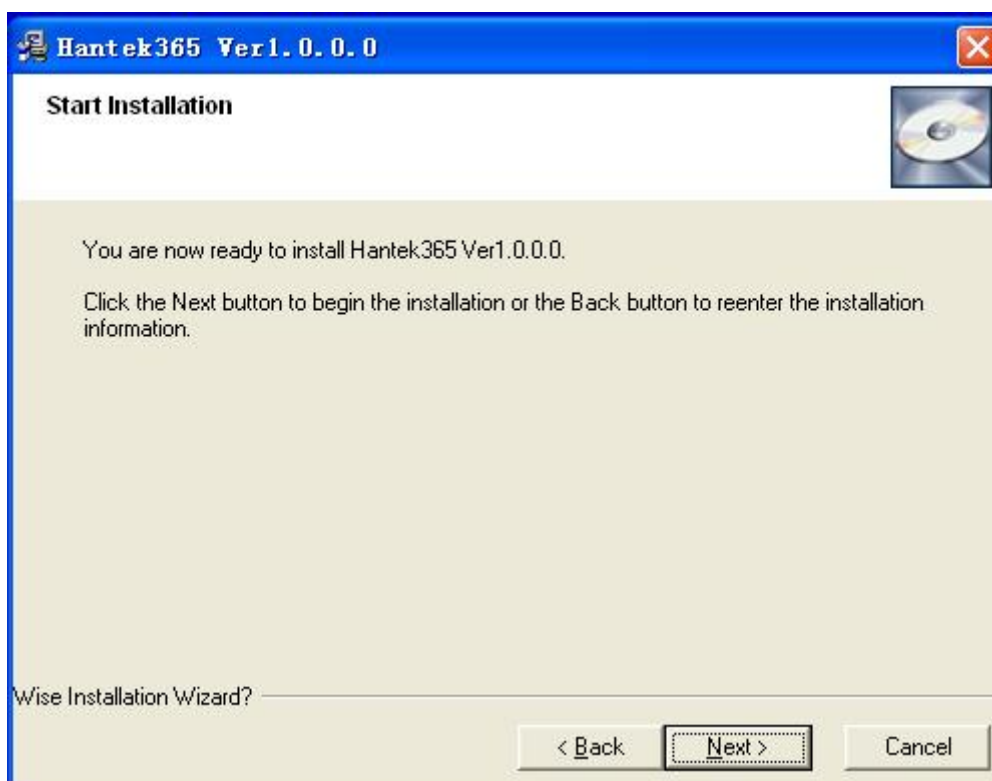 Hantek365 Ver1.0.0.0
Start Installation
You are now ready to install Hantek365 Ver1.0.0.0.
Click the Next button to begin the installation or the Back button to reenter the installation
information.
Wise Installation Wizard?
< Back
Next >
Cancel